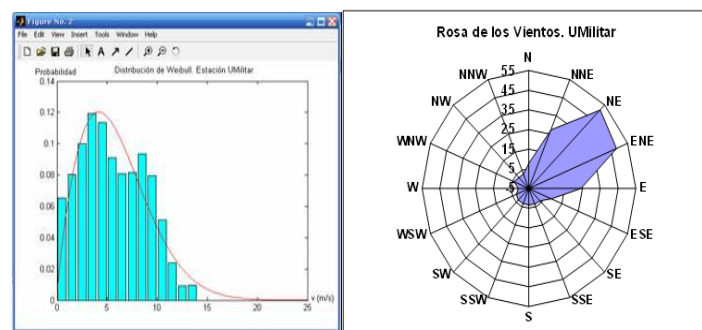 Figure No. 2
File Edit View Insert Tools Window Help
Probabilidad
Distribución de Weibull. Estación UMilitar
0.14
0.12
0.1
0.08
0.06
0.04
0.02
0
0 5 10 15 20 25
v (m/s)
Rosa de los Vientos. UMilitar
N
NNE
NE
ENE
E
ESE
SE
SSE
S
SSW
SW
WSW
W
WNW
NW
NNW
55
45
35
25
15
5
-5